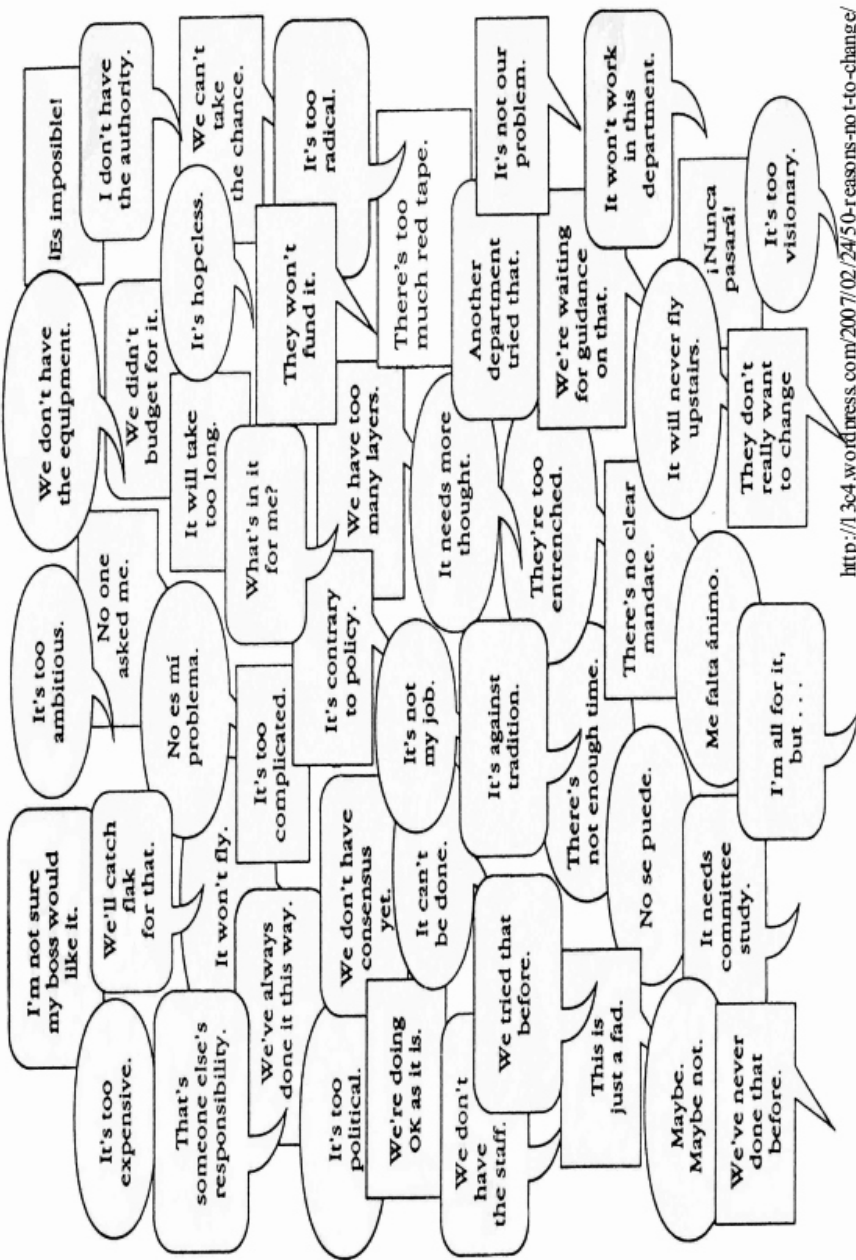 It's too
expensive.
I'm not sure
my boss would
like it.
It's too
ambitious.
We don't have
the equipment.
¡Es imposible!
That's
someone else's
responsibility.
We'll catch
flak
for that.
No one
asked me.
We didn't
budget for it.
I don't have
the authority.
It won't fly.
No es mí
problema.
It will take
too long.
It's hopeless.
We can't
take
the chance.
We've always
done it this way.
It's too
complicated.
What's in it
for me?
They won't
fund it.
It's too
radical.
It's too
political.
We don't have
consensus
yet.
It's contrary
to policy.
We have too
many layers.
There's too
much red tape.
We're doing
OK as it is.
It can't
be done.
It's not
my job.
It needs more
thought.
Another
department
tried that.
It's not our
problem.
We don't
have
the staff.
We tried that
before.
It's against
tradition.
They're too
entrenched.
We're waiting
for guidance
on that.
It won't work
in this
department.
This is
just a fad.
There's
not enough time.
There's no clear
mandate.
It will never fly
upstairs.
¡Nunca
pasará!
Maybe.
Maybe not.
No se puede.
Me falta ánimo.
It's too
visionary.
We've never
done that
before.
It needs
committee
study.
I'm all for it,
but . . .
They don't
really want
to change
http://13c4.wordpress.com/2007/02/24/50-reasons-not-to-change/